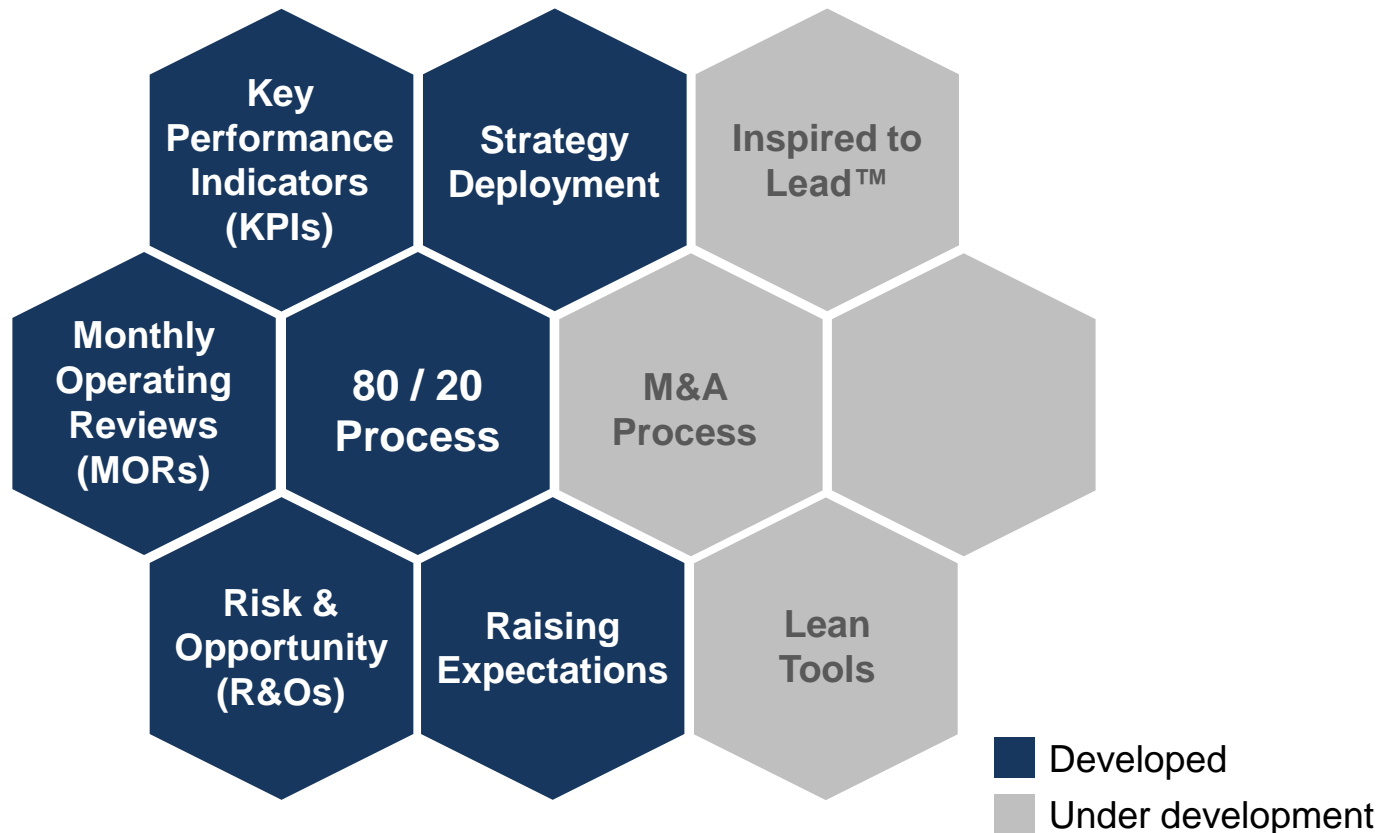 Key
Performance
Indicators
(KPIs)
Strategy
Deployment
Inspired to
Lead™
Monthly
Operating
Reviews
(MORs)
80 / 20
Process
M&A
Process
Risk &
Opportunity
(R&Os)
Raising
Expectations
Lean
Tools
Developed
Under development